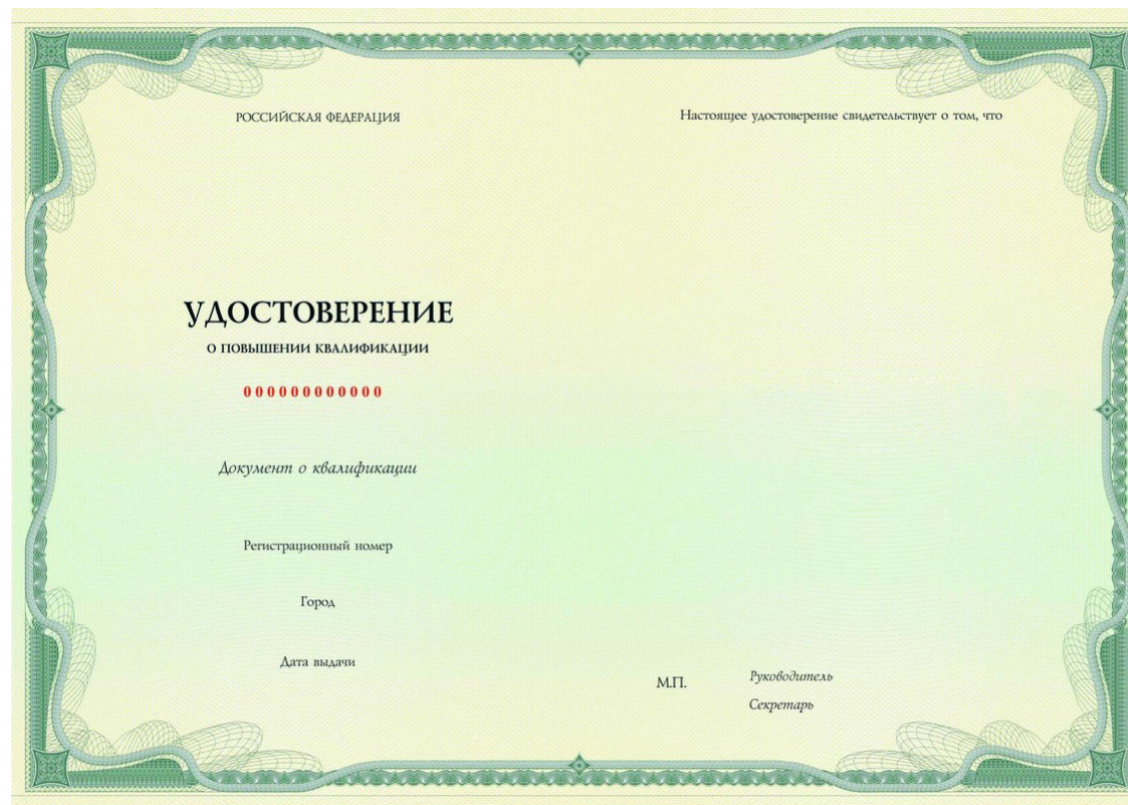 РОССИЙСКАЯ ФЕДЕРАЦИЯ
УДОСТОВЕРЕНИЕ
О ПОВЫШЕНИИ КВАЛИФИКАЦИИ
000000000000
Документ о квалификации
Регистрационный номер
Город
Дата выдачи
Настоящее удостоверение свидетельствует о том, что
М.П.
Руководитель
Секретарь